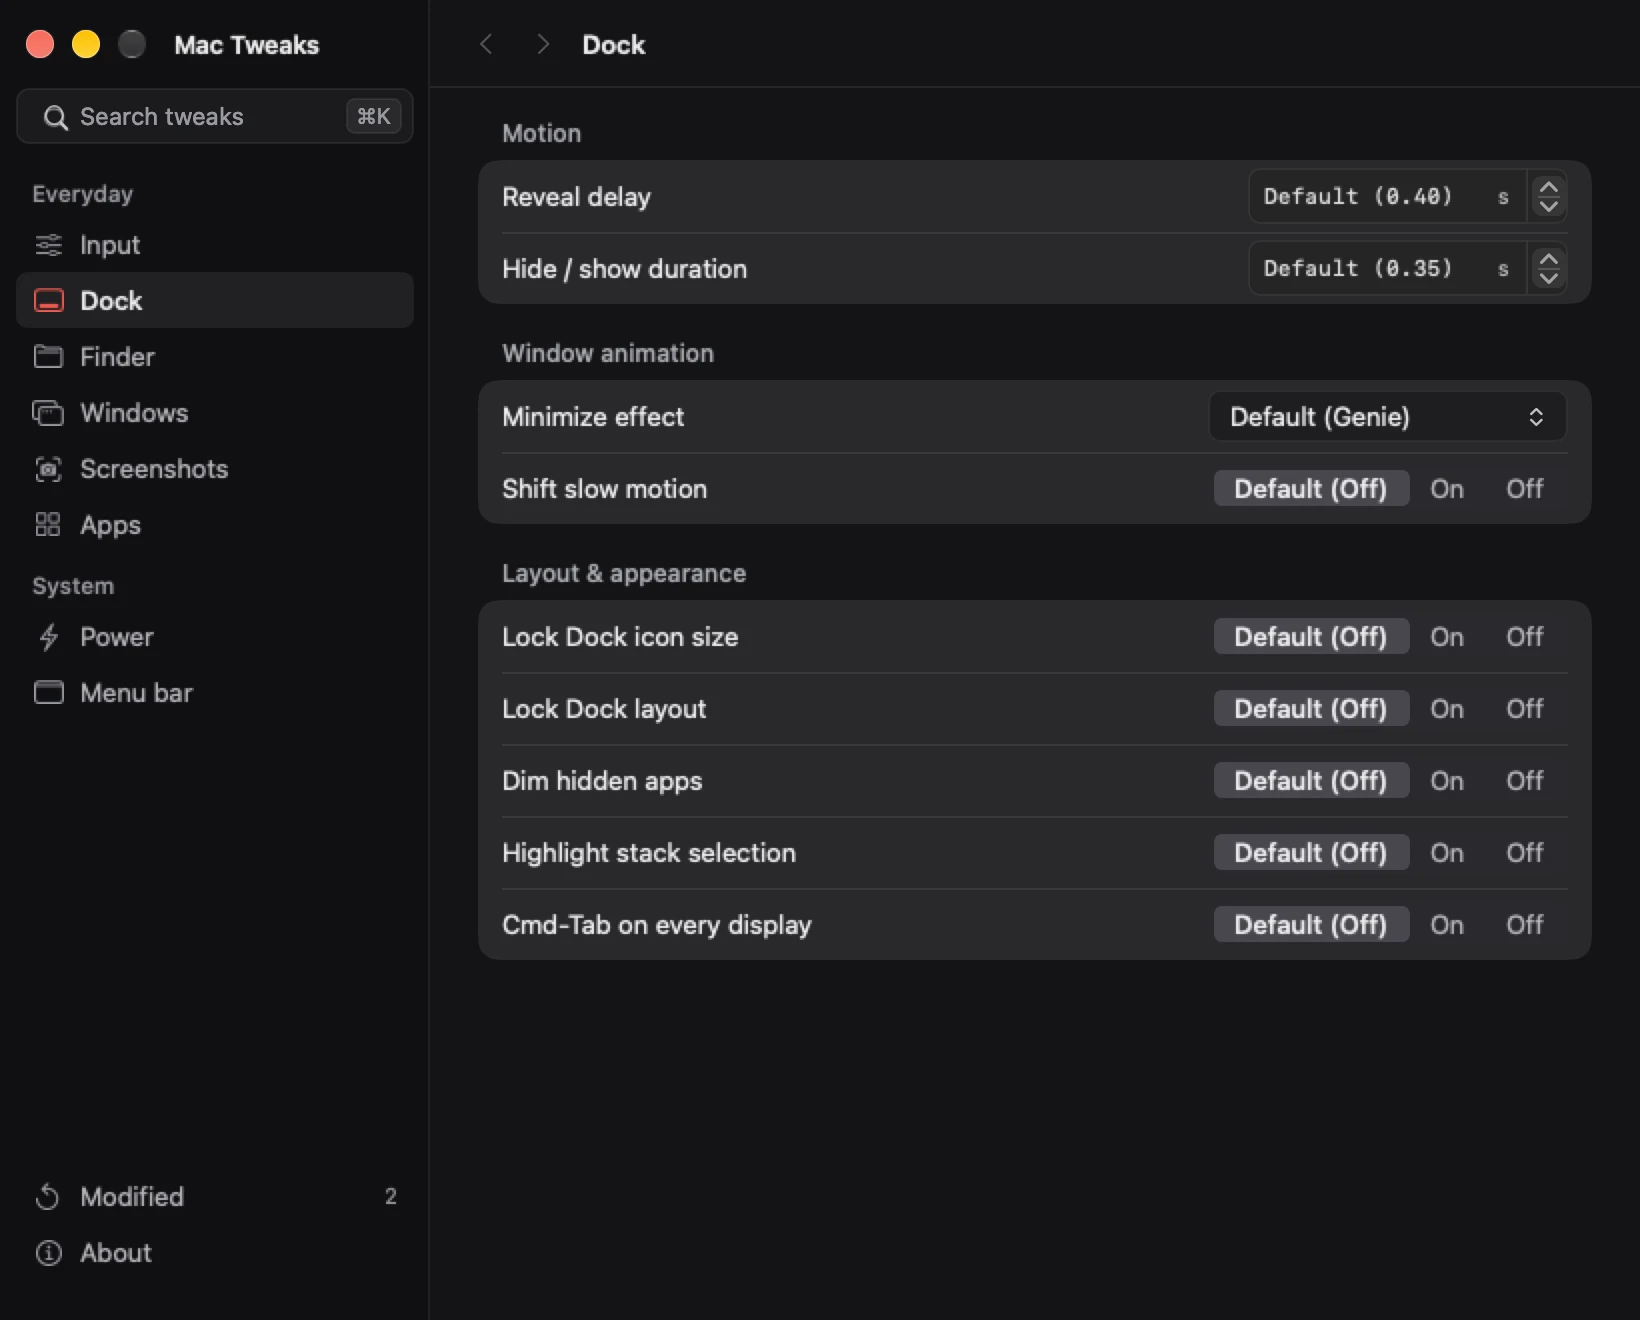 Mac Tweaks
Search tweaks ⌘K
Everyday
Input
Dock
Finder
Windows
Screenshots
Apps
System
Power
Menu bar
Modified 2
About
Dock
Motion
Reveal delay Default (0.40) s
Hide / show duration Default (0.35) s
Window animation
Minimize effect Default (Genie)
Shift slow motion Default (Off) On Off
Layout & appearance
Lock Dock icon size Default (Off) On Off
Lock Dock layout Default (Off) On Off
Dim hidden apps Default (Off) On Off
Highlight stack selection Default (Off) On Off
Cmd-Tab on every display Default (Off) On Off